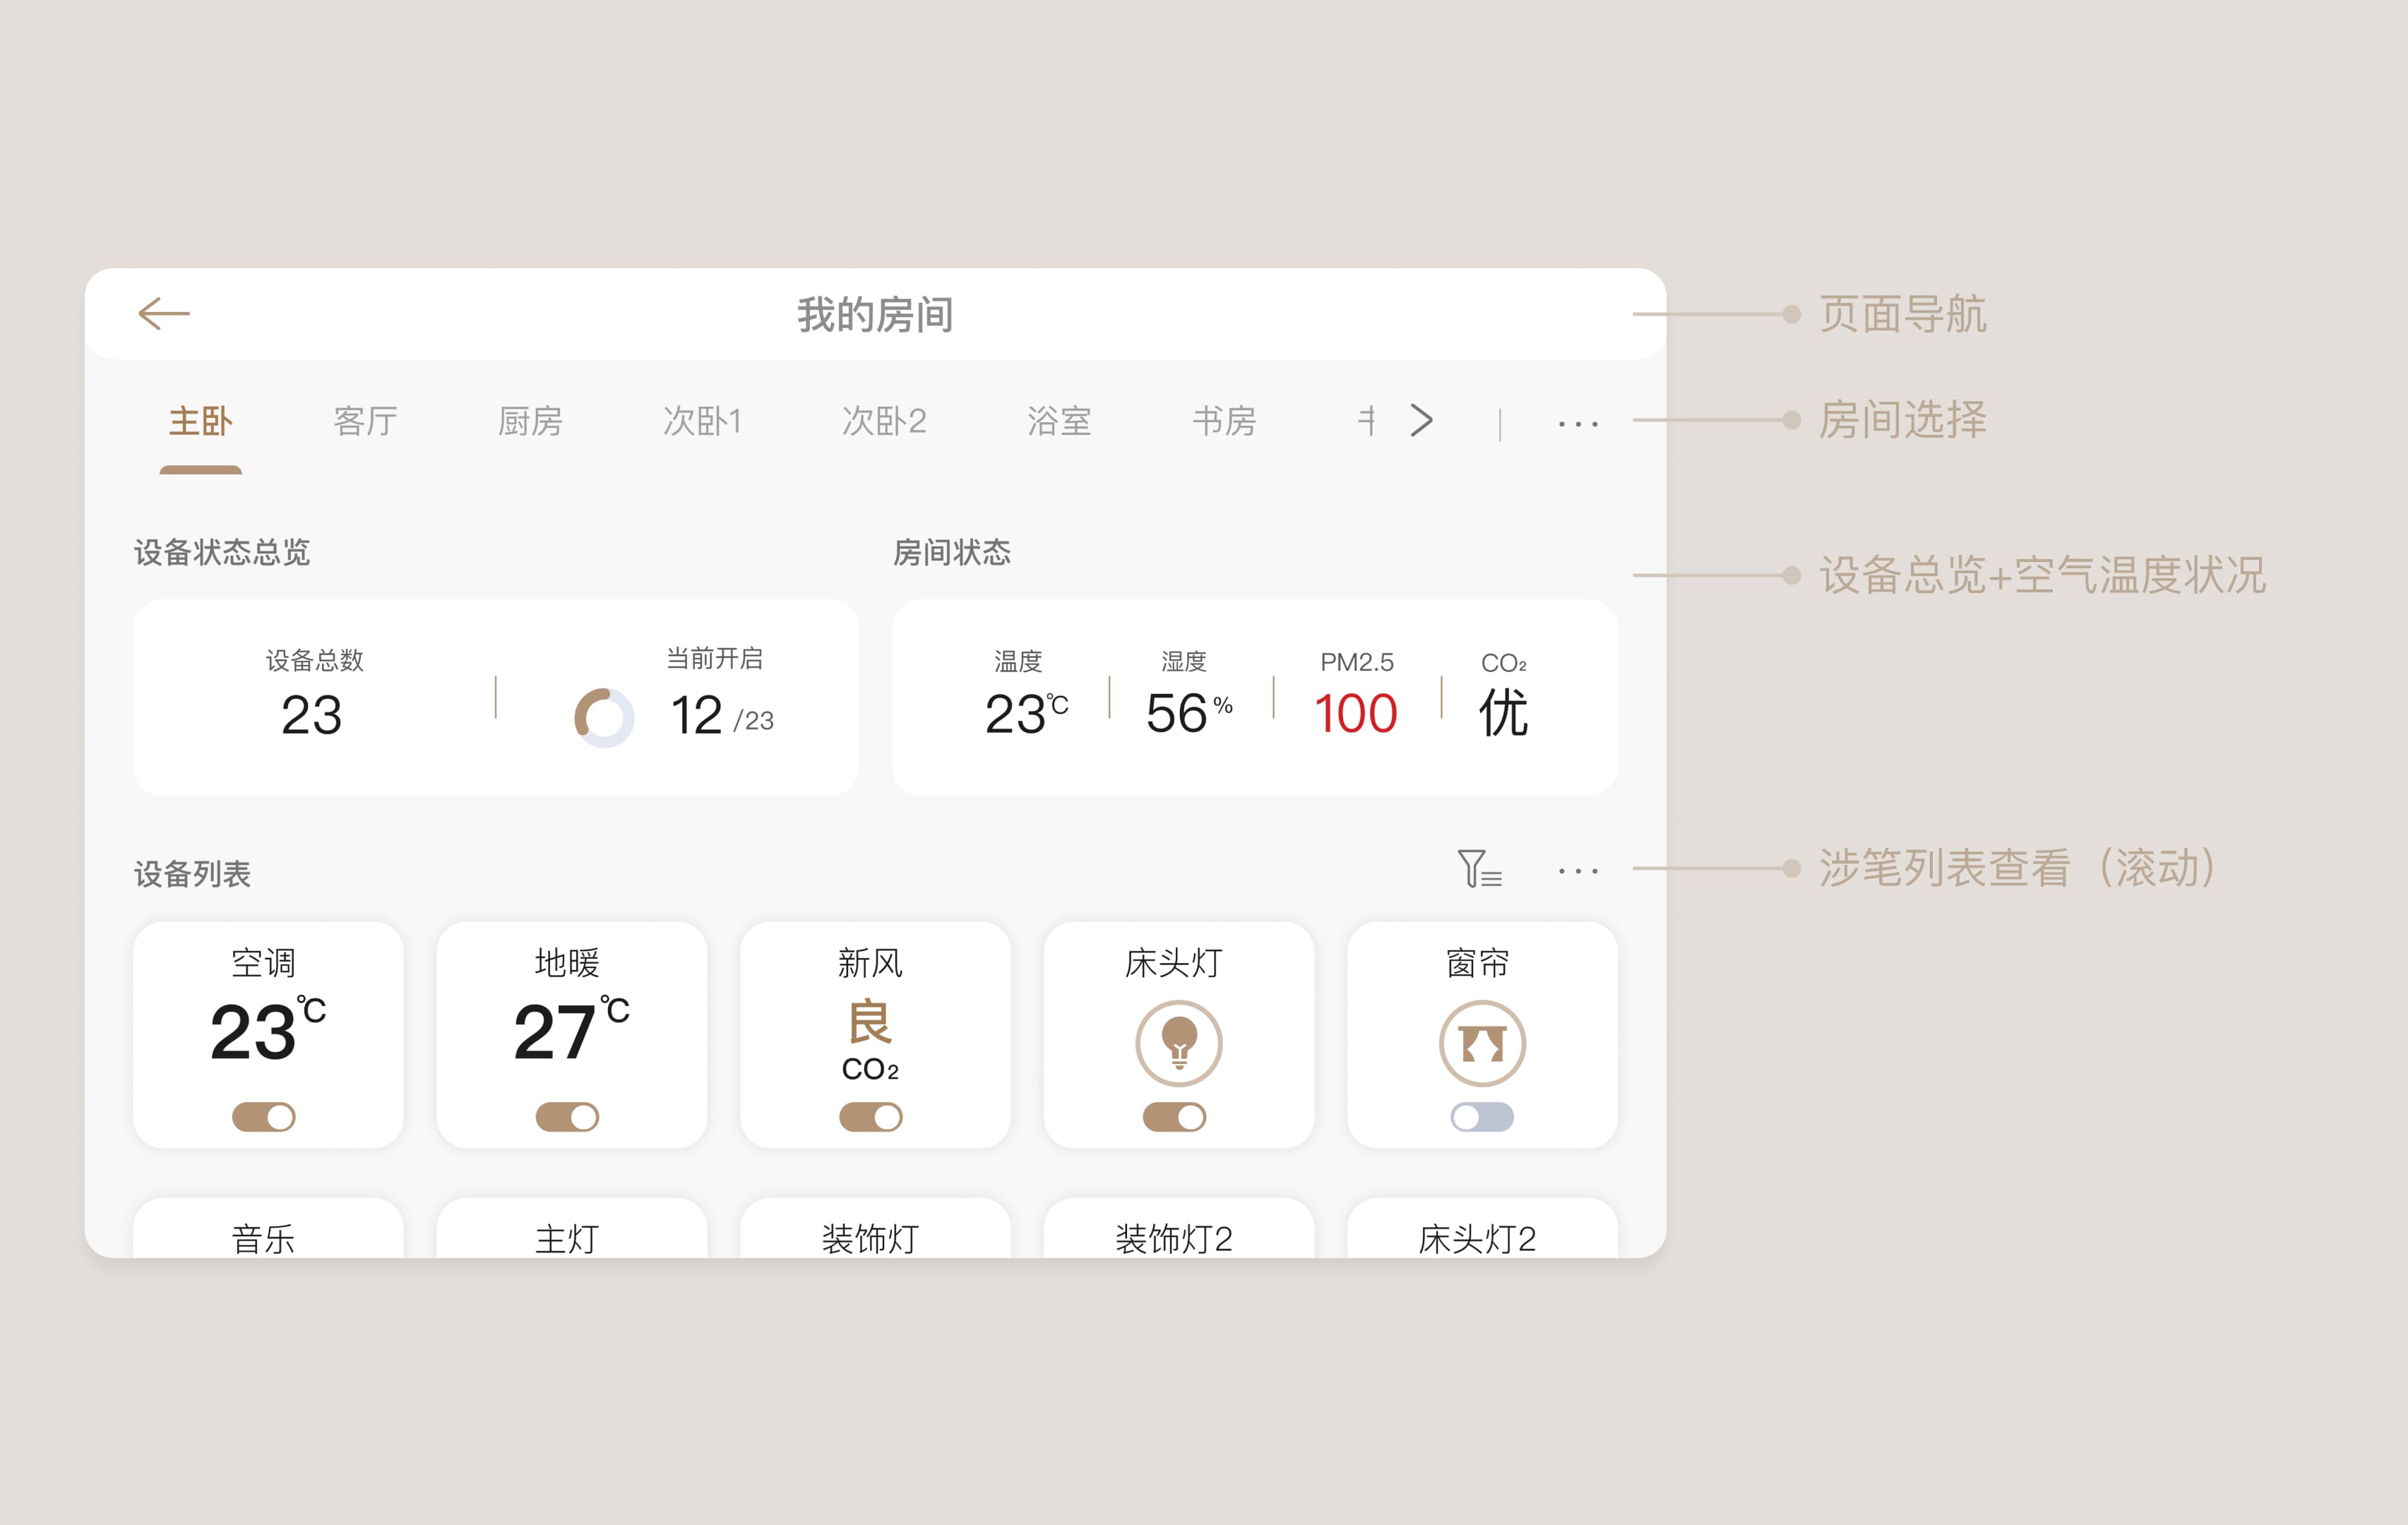 我的房间
页面导航
主卧 客厅 厨房 次卧1 次卧2 浴室 书房
房间选择
设备状态总览 房间状态
设备总览+空气温度状况
设备总数 当前开启 温度 湿度 PM2.5 CO₂
23 12 /23 23℃ 56% 100 优
设备列表
涉笔列表查看（滚动）
空调 地暖 新风 床头灯 窗帘
23℃ 27℃ 良
CO₂
音乐 主灯 装饰灯 装饰灯2 床头灯2